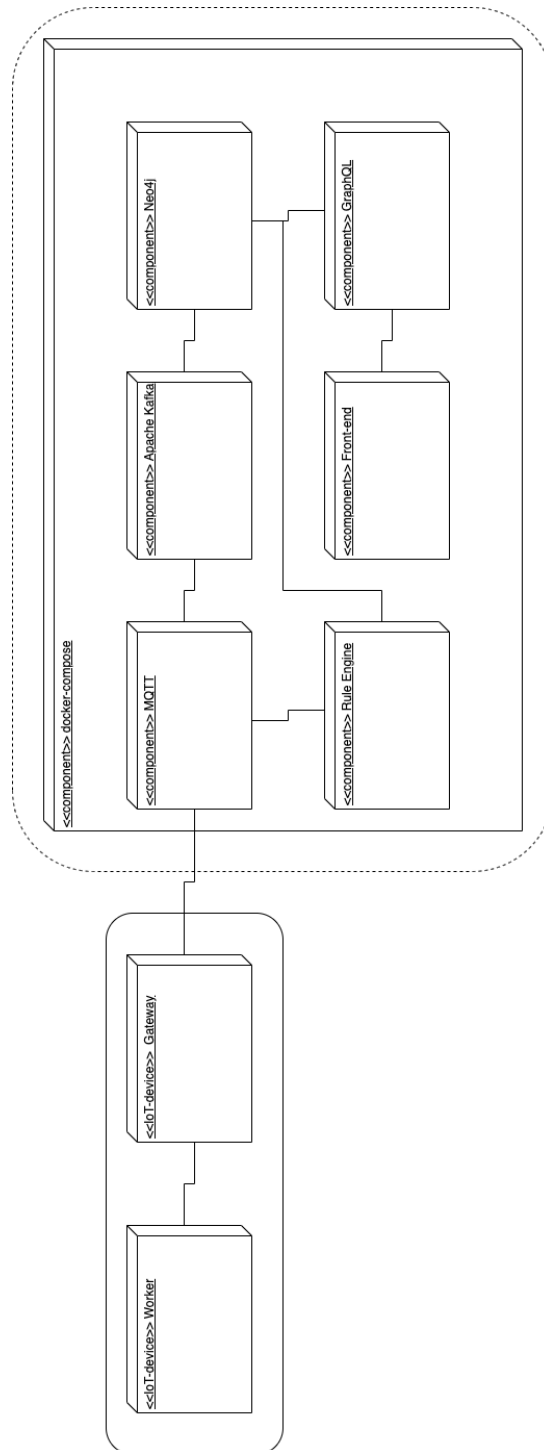 <<component>> docker-compose
<<IoT-device>> Worker
<<IoT-device>>  Gateway
<<component>> MQTT
<<component>> Apache Kafka
<<component>> Neo4j
<<component>> Rule Engine
<<component>> Front-end
<<component>> GraphQL